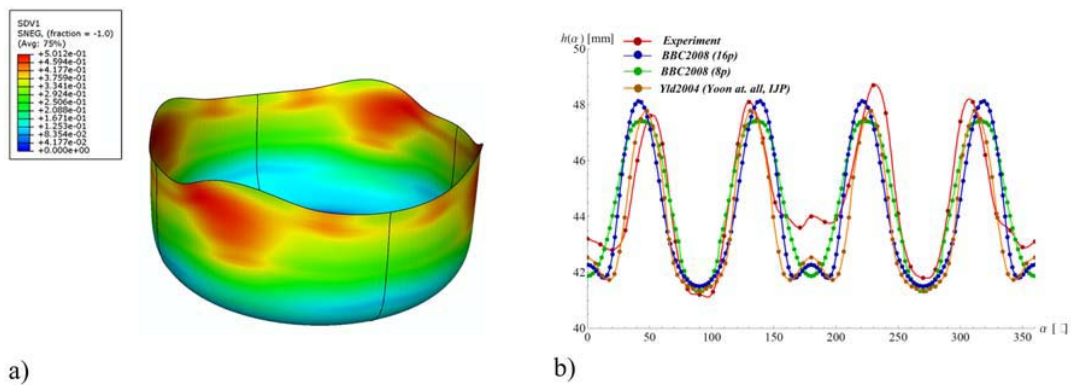 SDV1
SNEG, (fraction = -1.0)
(Avg: 75%)
+5.012e-01
+4.594e-01
+4.177e-01
+3.759e-01
+3.341e-01
+2.924e-01
+2.506e-01
+2.088e-01
+1.671e-01
+1.253e-01
+8.354e-02
+4.177e-02
+0.000e+00
a)
h(α) [mm]
Experiment
BBC2008 (16p)
BBC2008 (8p)
Yld2004 (Yoon at. all, IJP)
50
48
46
44
42
40
0
50
100
150
200
250
300
350
α [□]
b)